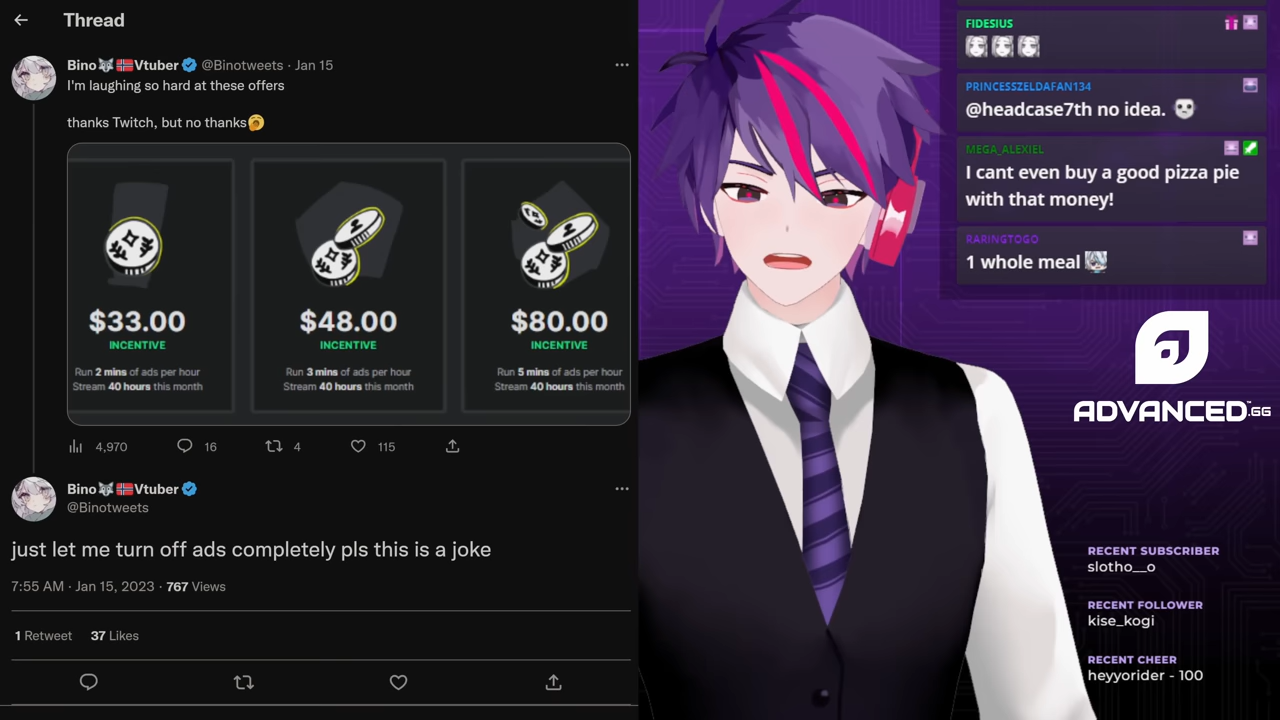 Thread
Bino Vtuber @Binotweets · Jan 15
I'm laughing so hard at these offers
thanks Twitch, but no thanks
$33.00
INCENTIVE
Run 2 mins of ads per hour
Stream 40 hours this month
$48.00
INCENTIVE
Run 3 mins of ads per hour
Stream 40 hours this month
$80.00
INCENTIVE
Run 5 mins of ads per hour
Stream 40 hours this month
4,970 16 4 115
Bino Vtuber
@Binotweets
just let me turn off ads completely pls this is a joke
7:55 AM · Jan 15, 2023 · 767 Views
1 Retweet 37 Likes
FIDESIUS
PRINCESSZELDAFAN134
@headcase7th no idea.
MEGA_ALEXIEL
I cant even buy a good pizza pie
with that money!
RARINGTOGO
1 whole meal
ADVANCED.GG
RECENT SUBSCRIBER
slotho__o
RECENT FOLLOWER
kise_kogi
RECENT CHEER
heyyorider - 100